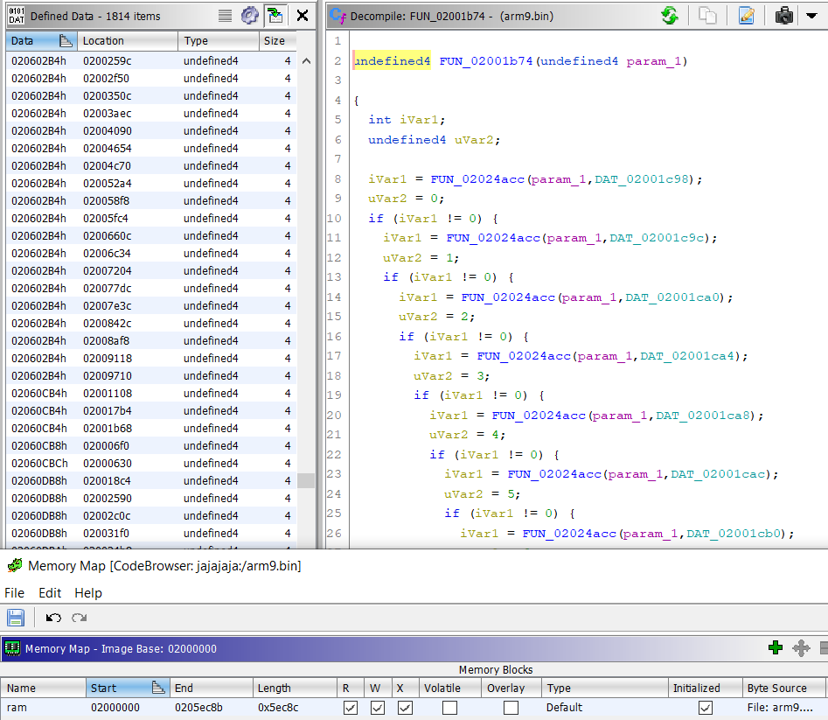 Defined Data - 1814 items
Data Location Type Size
020602B4h 0200259c undefined4 4
020602B4h 02002f50 undefined4 4
020602B4h 0200350c undefined4 4
020602B4h 02003aec undefined4 4
020602B4h 02004090 undefined4 4
020602B4h 02004654 undefined4 4
020602B4h 02004c70 undefined4 4
020602B4h 020052a4 undefined4 4
020602B4h 020058f8 undefined4 4
020602B4h 02005fc4 undefined4 4
020602B4h 0200660c undefined4 4
020602B4h 02006c34 undefined4 4
020602B4h 02007204 undefined4 4
020602B4h 020077dc undefined4 4
020602B4h 02007e3c undefined4 4
020602B4h 0200842c undefined4 4
020602B4h 02008af8 undefined4 4
020602B4h 02009118 undefined4 4
020602B4h 02009710 undefined4 4
02060CB4h 02001108 undefined4 4
02060CB4h 020017b4 undefined4 4
02060CB4h 02001b68 undefined4 4
02060CB8h 020006f0 undefined4 4
02060CBCh 02000630 undefined4 4
02060DB8h 020018c4 undefined4 4
02060DB8h 02002590 undefined4 4
02060DB8h 02002c0c undefined4 4
02060DB8h 020031f0 undefined4 4
Decompile: FUN_02001b74 - (arm9.bin)
1
2 undefined4 FUN_02001b74(undefined4 param_1)
3
4 {
5 int iVar1;
6 undefined4 uVar2;
7
8 iVar1 = FUN_02024acc(param_1,DAT_02001c98);
9 uVar2 = 0;
10 if (iVar1 != 0) {
11 iVar1 = FUN_02024acc(param_1,DAT_02001c9c);
12 uVar2 = 1;
13 if (iVar1 != 0) {
14 iVar1 = FUN_02024acc(param_1,DAT_02001ca0);
15 uVar2 = 2;
16 if (iVar1 != 0) {
17 iVar1 = FUN_02024acc(param_1,DAT_02001ca4);
18 uVar2 = 3;
19 if (iVar1 != 0) {
20 iVar1 = FUN_02024acc(param_1,DAT_02001ca8);
21 uVar2 = 4;
22 if (iVar1 != 0) {
23 iVar1 = FUN_02024acc(param_1,DAT_02001cac);
24 uVar2 = 5;
25 if (iVar1 != 0) {
26 iVar1 = FUN_02024acc(param_1,DAT_02001cb0);
Memory Map [CodeBrowser: jajajaja:/arm9.bin]
File Edit Help
Memory Map - Image Base: 02000000
Memory Blocks
Name Start End Length R W X Volatile Overlay Type Initialized Byte Source
ram 02000000 0205ec8b 0x5ec8c Default File: arm9....